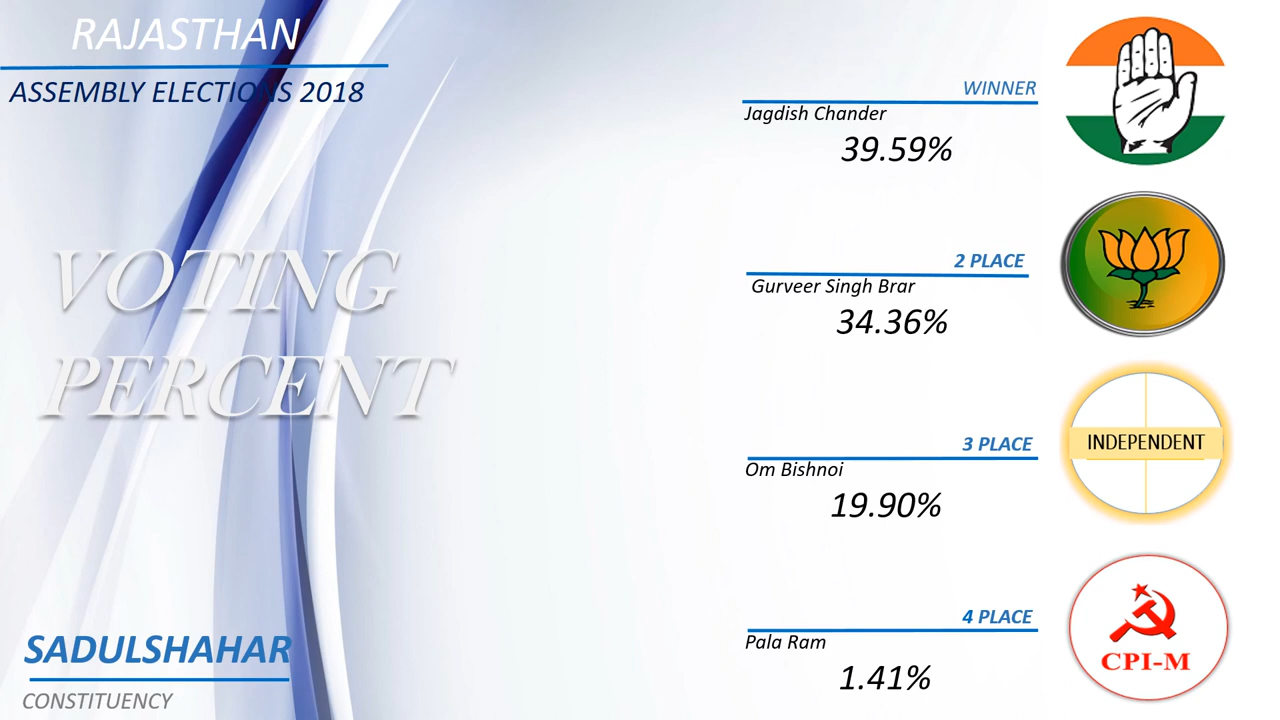 RAJASTHAN
ASSEMBLY ELECTIONS 2018
VOTING
PERCENT
SADULSHAHAR
CONSTITUENCY
WINNER
Jagdish Chander
39.59%
2 PLACE
Gurveer Singh Brar
34.36%
3 PLACE
Om Bishnoi
19.90%
INDEPENDENT
4 PLACE
Pala Ram
1.41%
CPI-M